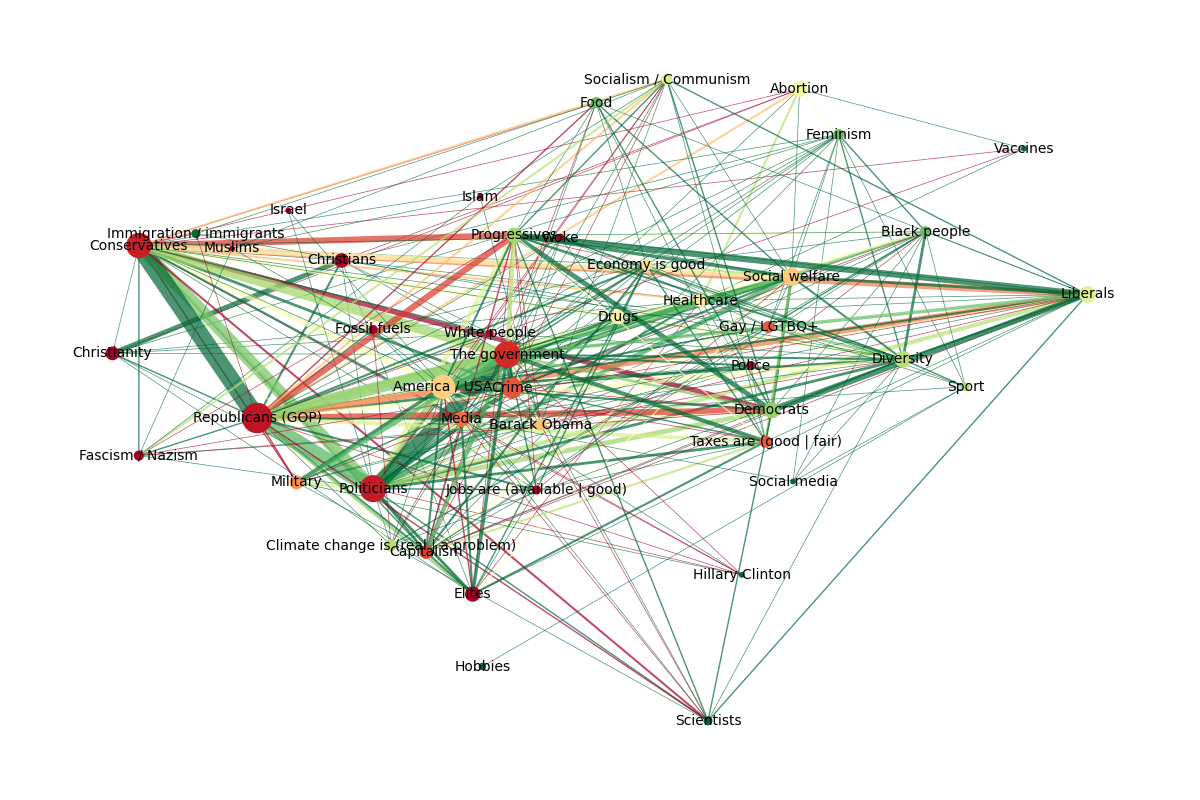 Socialism / Communism
Abortion
Food
Feminism
Vaccines
Islam
Israel
Immigration / immigrants
Black people
Progressives
Woke
Conservatives
Muslims
Christians
Economy is good
Social welfare
Liberals
Healthcare
Drugs
Fossil fuels
White people
Gay / LGTBQ+
Christianity
The government
Diversity
Police
America / USA
Crime
Sport
Republicans (GOP)
Media
Barack Obama
Democrats
Taxes are (good | fair)
Fascism / Nazism
Military
Politicians
Jobs are (available | good)
Social media
Climate change is (real | a problem)
Capitalism
Hillary Clinton
Elites
Hobbies
Scientists